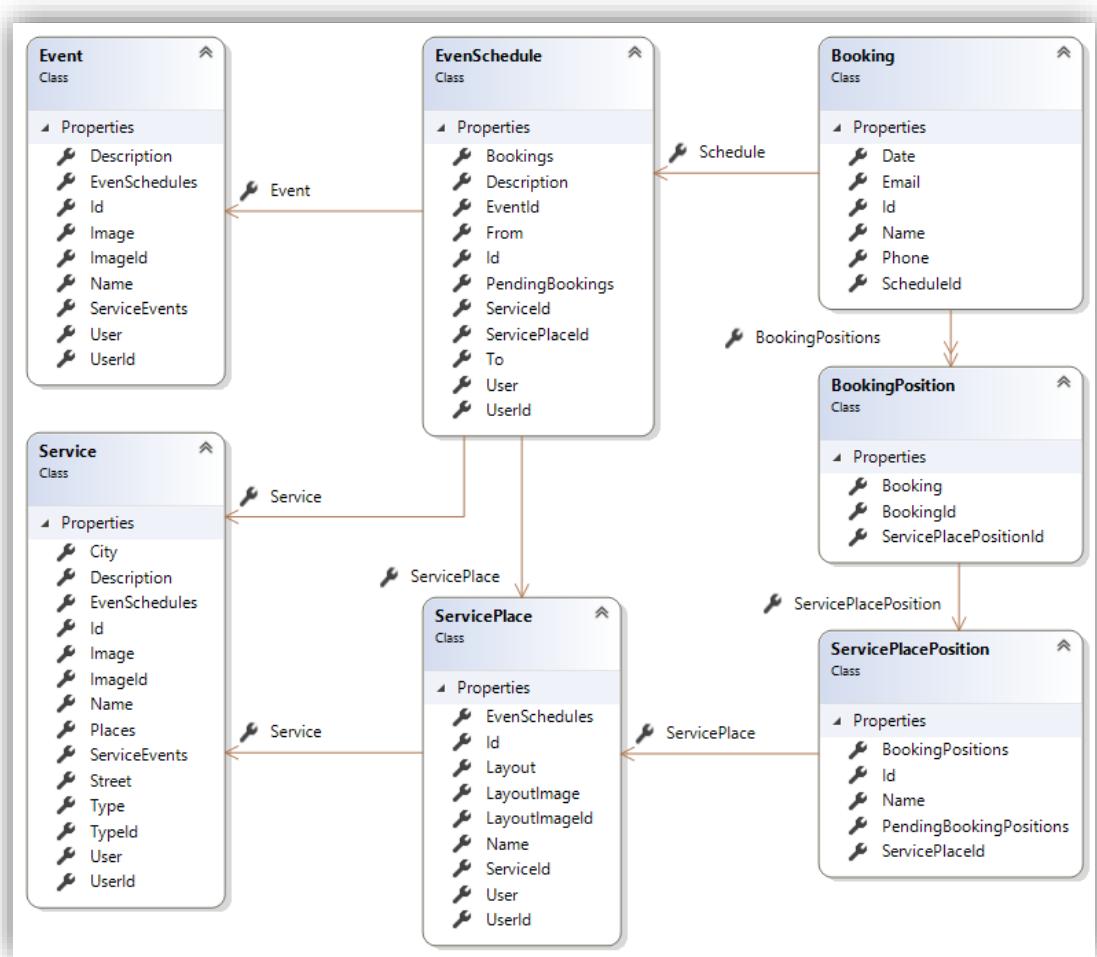 Event
Class
Properties
Description
EvenSchedules
Id
Image
ImageId
Name
ServiceEvents
User
UserId
Event
EvenSchedule
Class
Properties
Bookings
Description
EventId
From
Id
PendingBookings
ServiceId
ServicePlaceId
To
User
UserId
Schedule
Booking
Class
Properties
Date
Email
Id
Name
Phone
ScheduleId
BookingPositions
BookingPosition
Class
Properties
Booking
BookingId
ServicePlacePositionId
Service
Class
Properties
City
Description
EvenSchedules
Id
Image
ImageId
Name
Places
ServiceEvents
Street
Type
TypeId
User
UserId
Service
Service
ServicePlace
ServicePlace
Class
Properties
EvenSchedules
Id
Layout
LayoutImage
LayoutImageId
Name
ServiceId
User
UserId
ServicePlace
ServicePlacePosition
ServicePlacePosition
Class
Properties
BookingPositions
Id
Name
PendingBookingPositions
ServicePlaceId